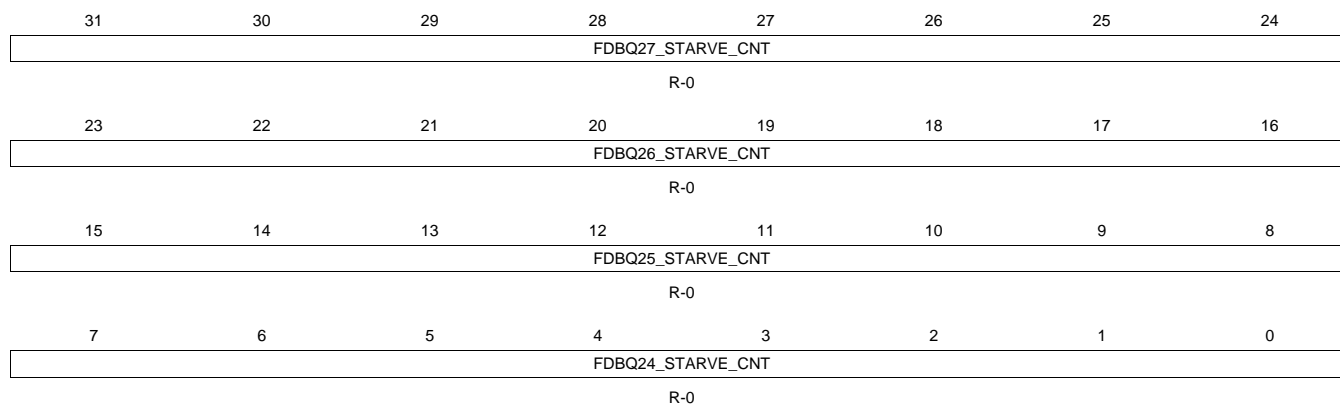 31 30 29 28 27 26 25 24
FDBQ27_STARVE_CNT
R-0
23 22 21 20 19 18 17 16
FDBQ26_STARVE_CNT
R-0
15 14 13 12 11 10 9 8
FDBQ25_STARVE_CNT
R-0
7 6 5 4 3 2 1 0
FDBQ24_STARVE_CNT
R-0